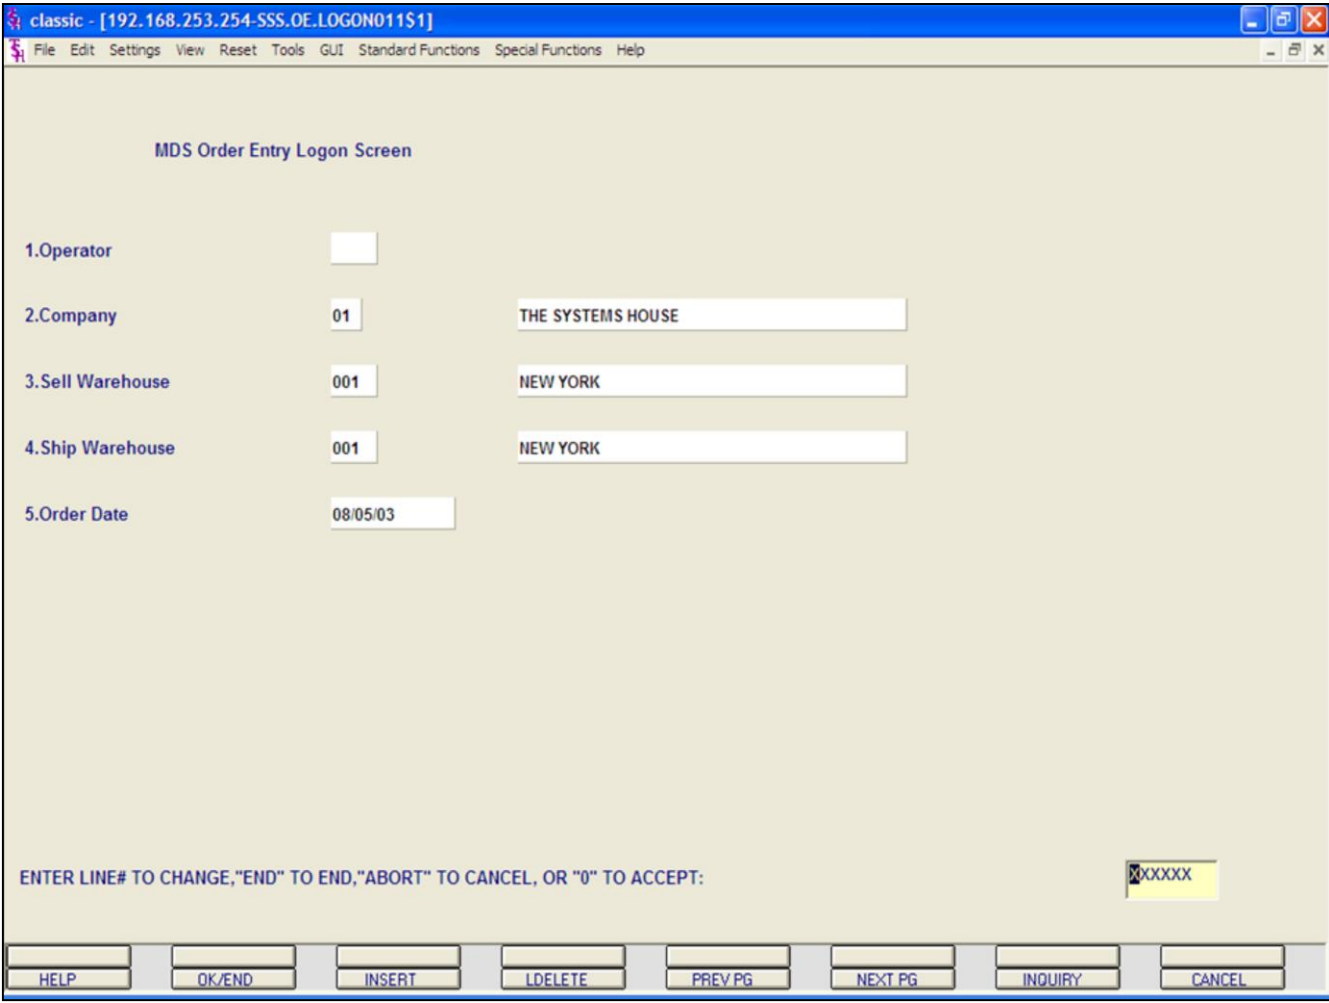 classic - [192.168.253.254-SSS.OE.LOGON011$1]
File Edit Settings View Reset Tools GUI Standard Functions Special Functions Help
MDS Order Entry Logon Screen
1.Operator
2.Company 01 THE SYSTEMS HOUSE
3.Sell Warehouse 001 NEW YORK
4.Ship Warehouse 001 NEW YORK
5.Order Date 08/05/03
ENTER LINE# TO CHANGE,"END" TO END,"ABORT" TO CANCEL, OR "0" TO ACCEPT: XXXXXX
HELP OK/END INSERT LDELETE PREV PG NEXT PG INQUIRY CANCEL